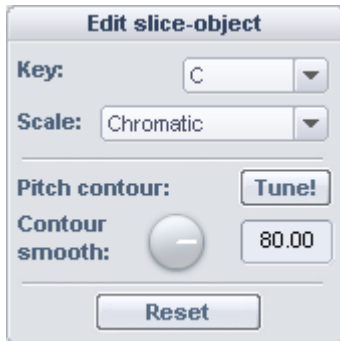 Edit slice-object
Key: C
Scale: Chromatic
Pitch contour: Tune!
Contour
smooth: 80.00
Reset